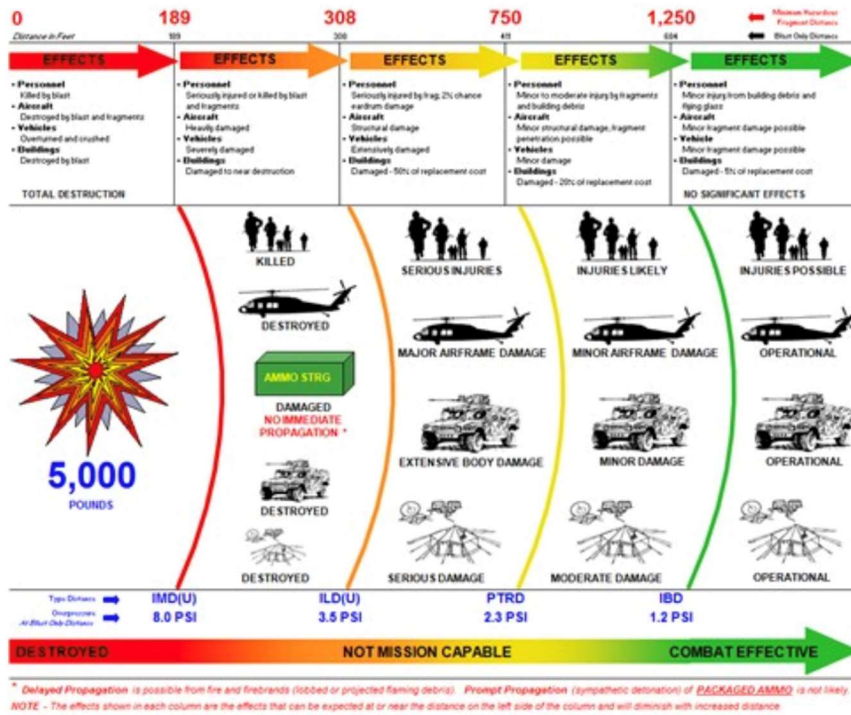 0 189 308 750 1,250 Minimum Hazardous
Fragment Distance
Distance in Feet 189 308 Blast Only Distance
EFFECTS EFFECTS EFFECTS EFFECTS EFFECTS
• Personnel
Killed by blast
• Aircraft
Destroyed by blast and fragments
• Vehicles
Overturned and crushed
• Buildings
Destroyed by blast
TOTAL DESTRUCTION
• Personnel
Seriously injured or killed by blast
and fragments
• Aircraft
Heavily damaged
• Vehicles
Severely damaged
• Buildings
Damaged to near destruction
• Personnel
Seriously injured by frag; 2% chance
eardrum damage
• Aircraft
Structural damage
• Vehicles
Extensively damaged
• Buildings
Damaged - 50% of replacement cost
• Personnel
Minor to moderate injury by fragments
and building debris
• Aircraft
Minor structural damage, fragment
penetration possible
• Vehicles
Minor damage
• Buildings
Damaged - 20% of replacement cost
• Personnel
Minor injury from building debris and
flying glass
• Aircraft
Minor fragment damage possible
• Vehicle
Minor fragment damage possible
• Buildings
Damaged - 5% of replacement cost
NO SIGNIFICANT EFFECTS
5,000
POUNDS
KILLED
DESTROYED
AMMO STRG
DAMAGED
NO IMMEDIATE
PROPAGATION *
DESTROYED
DESTROYED
SERIOUS INJURIES
MAJOR AIRFRAME DAMAGE
EXTENSIVE BODY DAMAGE
SERIOUS DAMAGE
INJURIES LIKELY
MINOR AIRFRAME DAMAGE
MINOR DAMAGE
MODERATE DAMAGE
INJURIES POSSIBLE
OPERATIONAL
OPERATIONAL
OPERATIONAL
Type Distance IMD(U) ILD(U) PTRD IBD
Overpressure
At Blast Only Distance 8.0 PSI 3.5 PSI 2.3 PSI 1.2 PSI
DESTROYED NOT MISSION CAPABLE COMBAT EFFECTIVE
* Delayed Propagation is possible from fire and firebrands (lobbed or projected flaming debris). Prompt Propagation (sympathetic detonation) of PACKAGED AMMO is not likely.
NOTE - The effects shown in each column are the effects that can be expected at or near the distance on the left side of the column and will diminish with increased distance